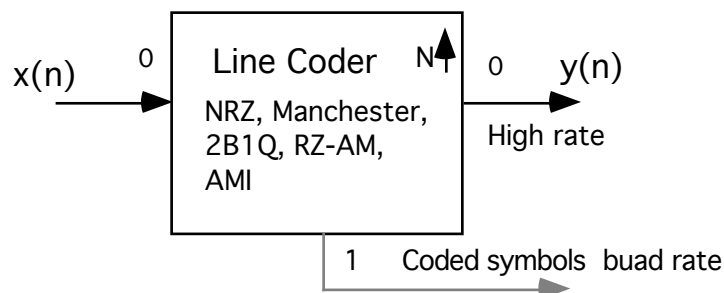 x(n)
0
Line Coder
N
0
y(n)
NRZ, Manchester,
2B1Q, RZ-AM,
AMI
High rate
1
Coded symbols buad rate